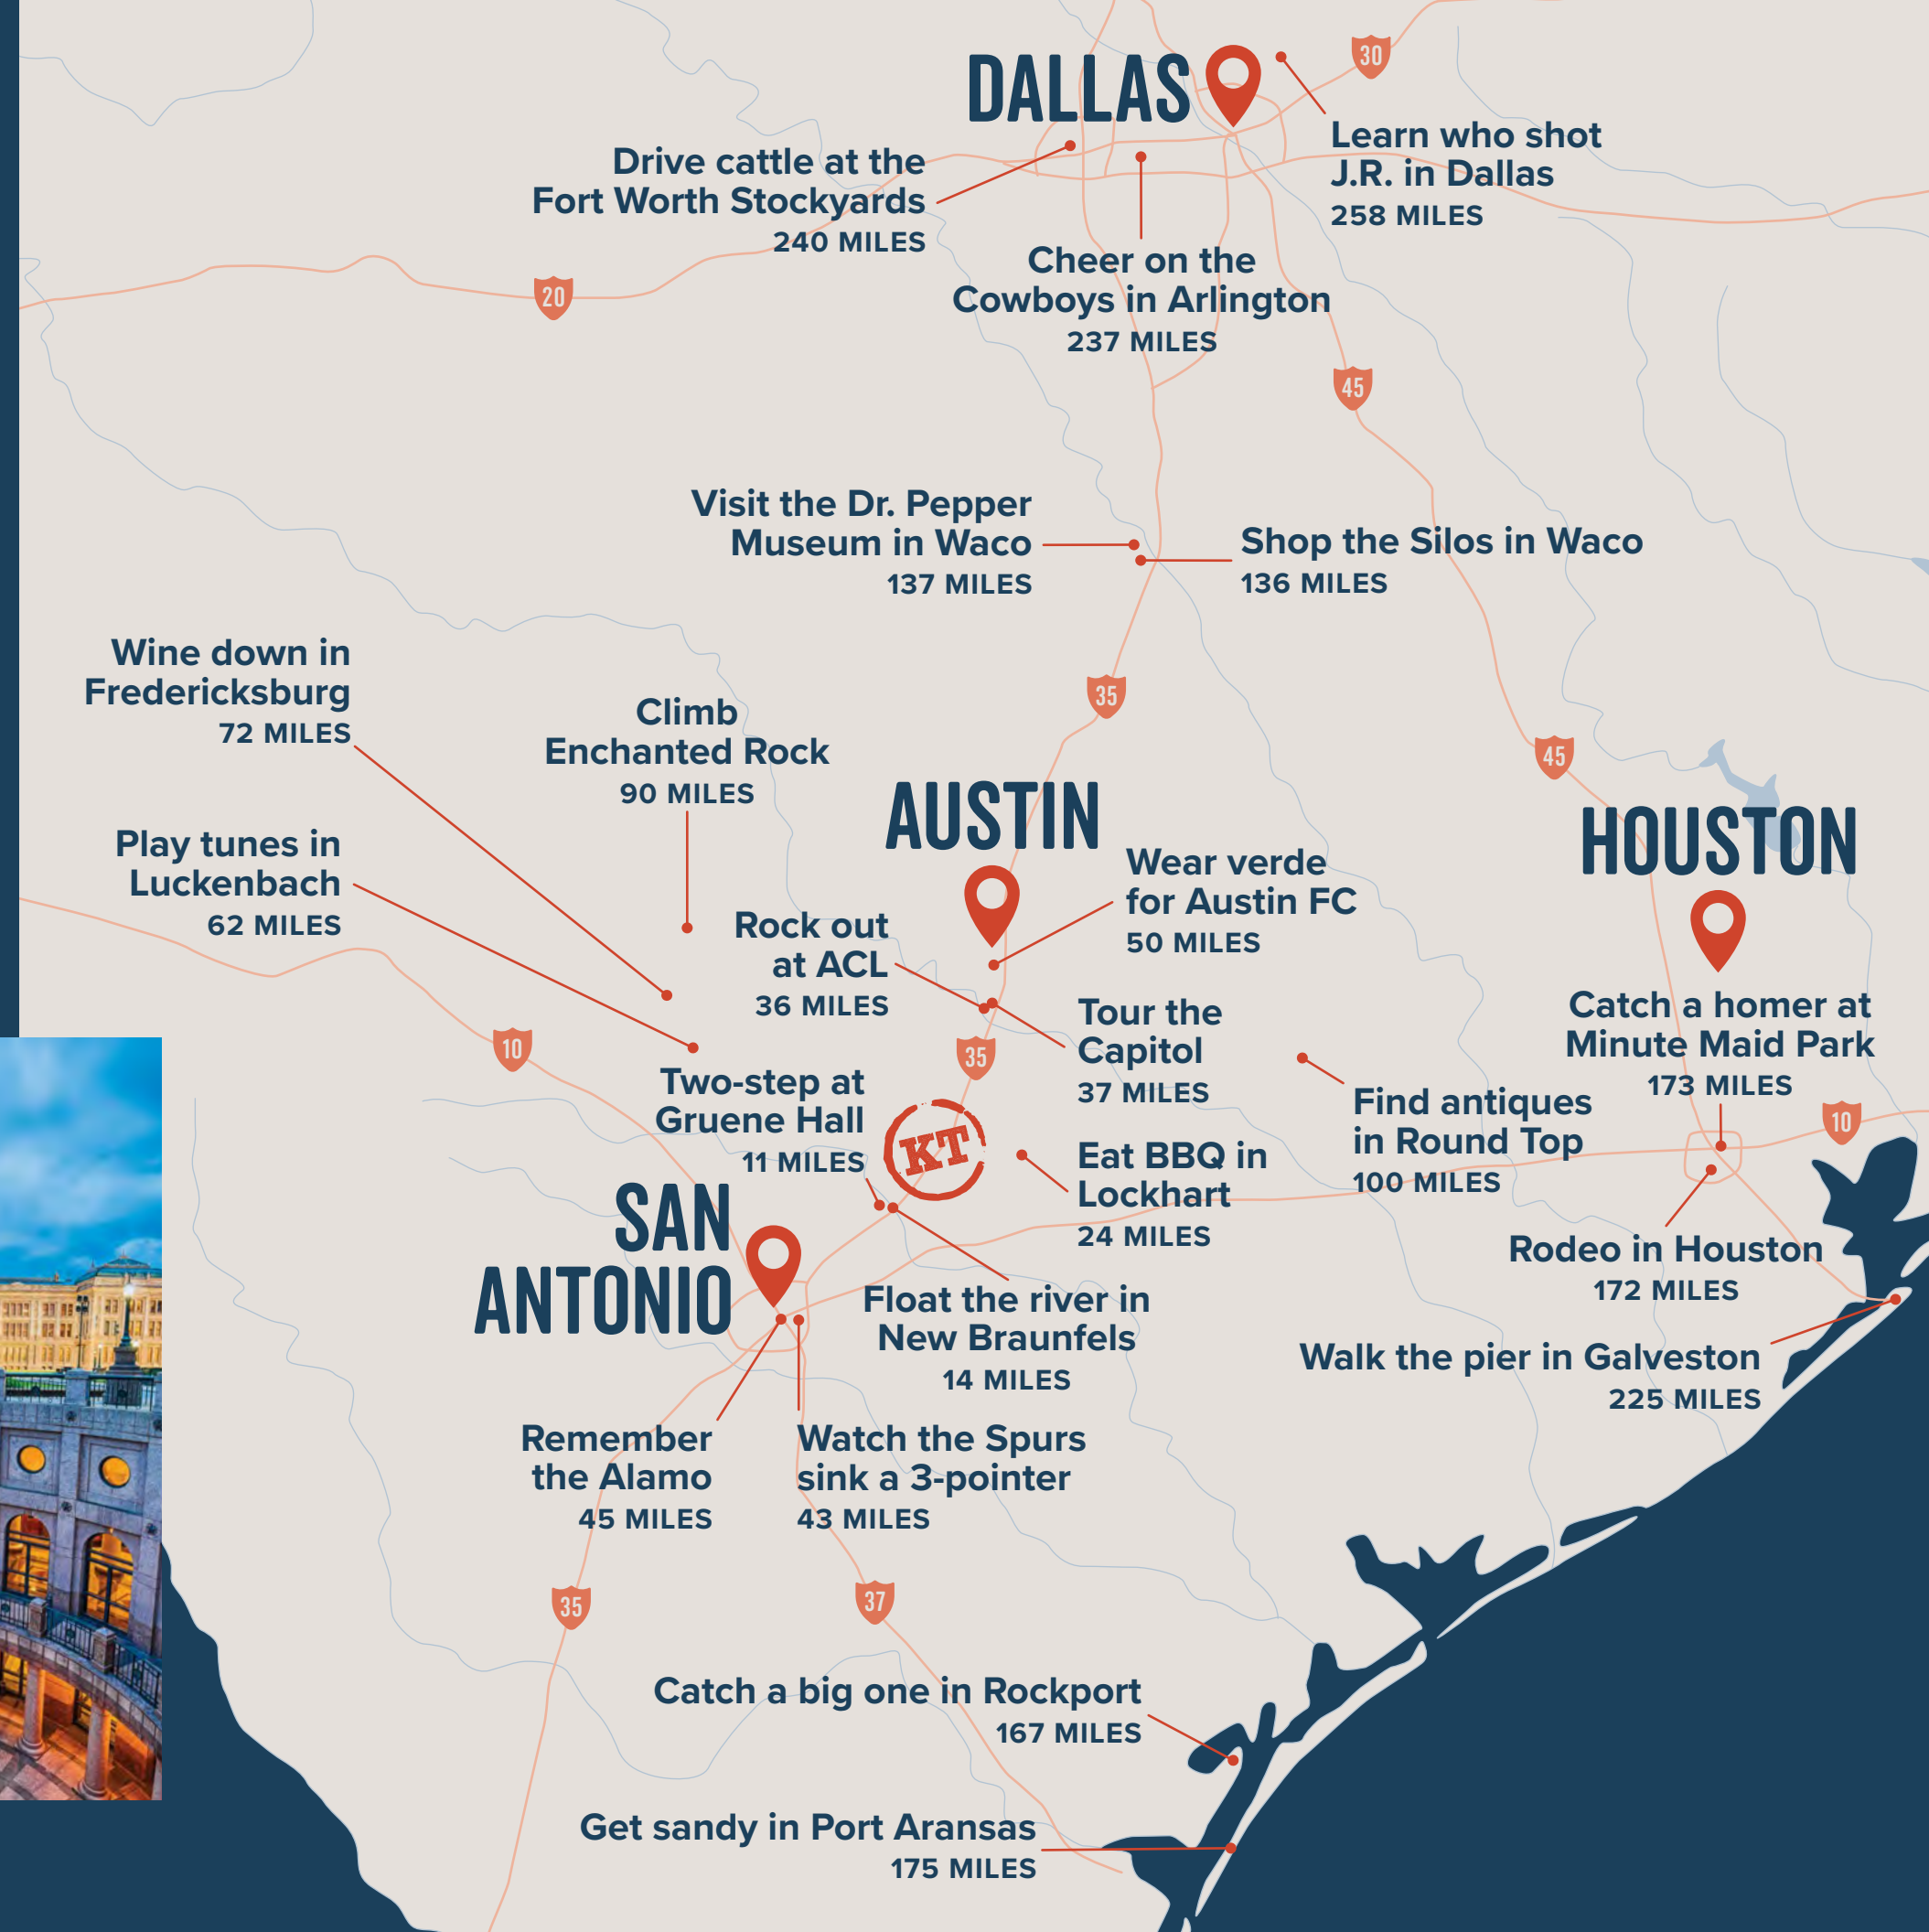 DALLAS
30
Learn who shot
J.R. in Dallas
258 MILES
Drive cattle at the
Fort Worth Stockyards
240 MILES
Cheer on the
Cowboys in Arlington
237 MILES
20
45
Visit the Dr. Pepper
Museum in Waco
137 MILES
Shop the Silos in Waco
136 MILES
Wine down in
Fredericksburg
72 MILES
35
Climb
Enchanted Rock
90 MILES
45
AUSTIN
HOUSTON
Play tunes in
Luckenbach
62 MILES
Wear verde
for Austin FC
50 MILES
Rock out
at ACL
36 MILES
Tour the
Capitol
37 MILES
Catch a homer at
Minute Maid Park
173 MILES
10
35
Two-step at
Gruene Hall
11 MILES
KT
Find antiques
in Round Top
100 MILES
10
Eat BBQ in
Lockhart
24 MILES
SAN
ANTONIO
Rodeo in Houston
172 MILES
Float the river in
New Braunfels
14 MILES
Walk the pier in Galveston
225 MILES
Remember
the Alamo
45 MILES
Watch the Spurs
sink a 3-pointer
43 MILES
35
37
Catch a big one in Rockport
167 MILES
Get sandy in Port Aransas
175 MILES